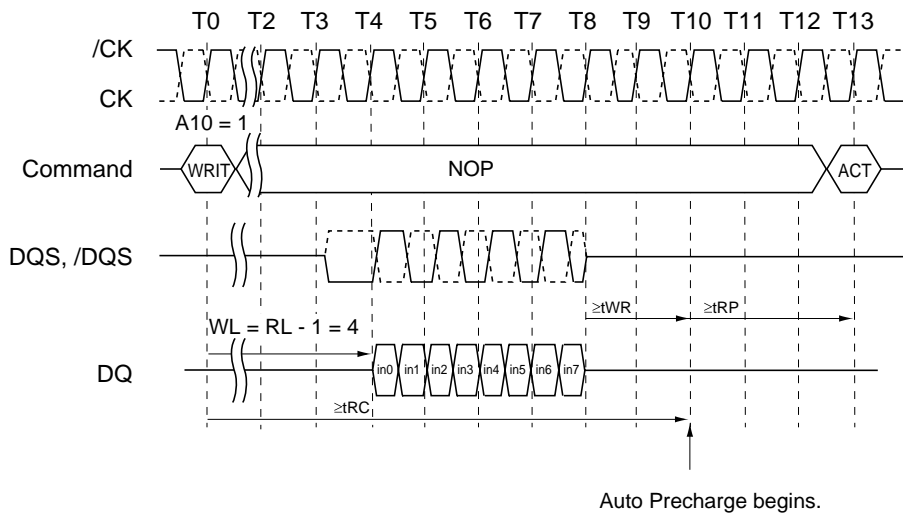 T0 T2 T3 T4 T5 T6 T7 T8 T9 T10 T11 T12 T13
/CK
CK
A10 = 1
Command WRIT NOP ACT
DQS, /DQS
≥tWR ≥tRP
WL = RL - 1 = 4
DQ in0 in1 in2 in3 in4 in5 in6 in7
≥tRC
Auto Precharge begins.